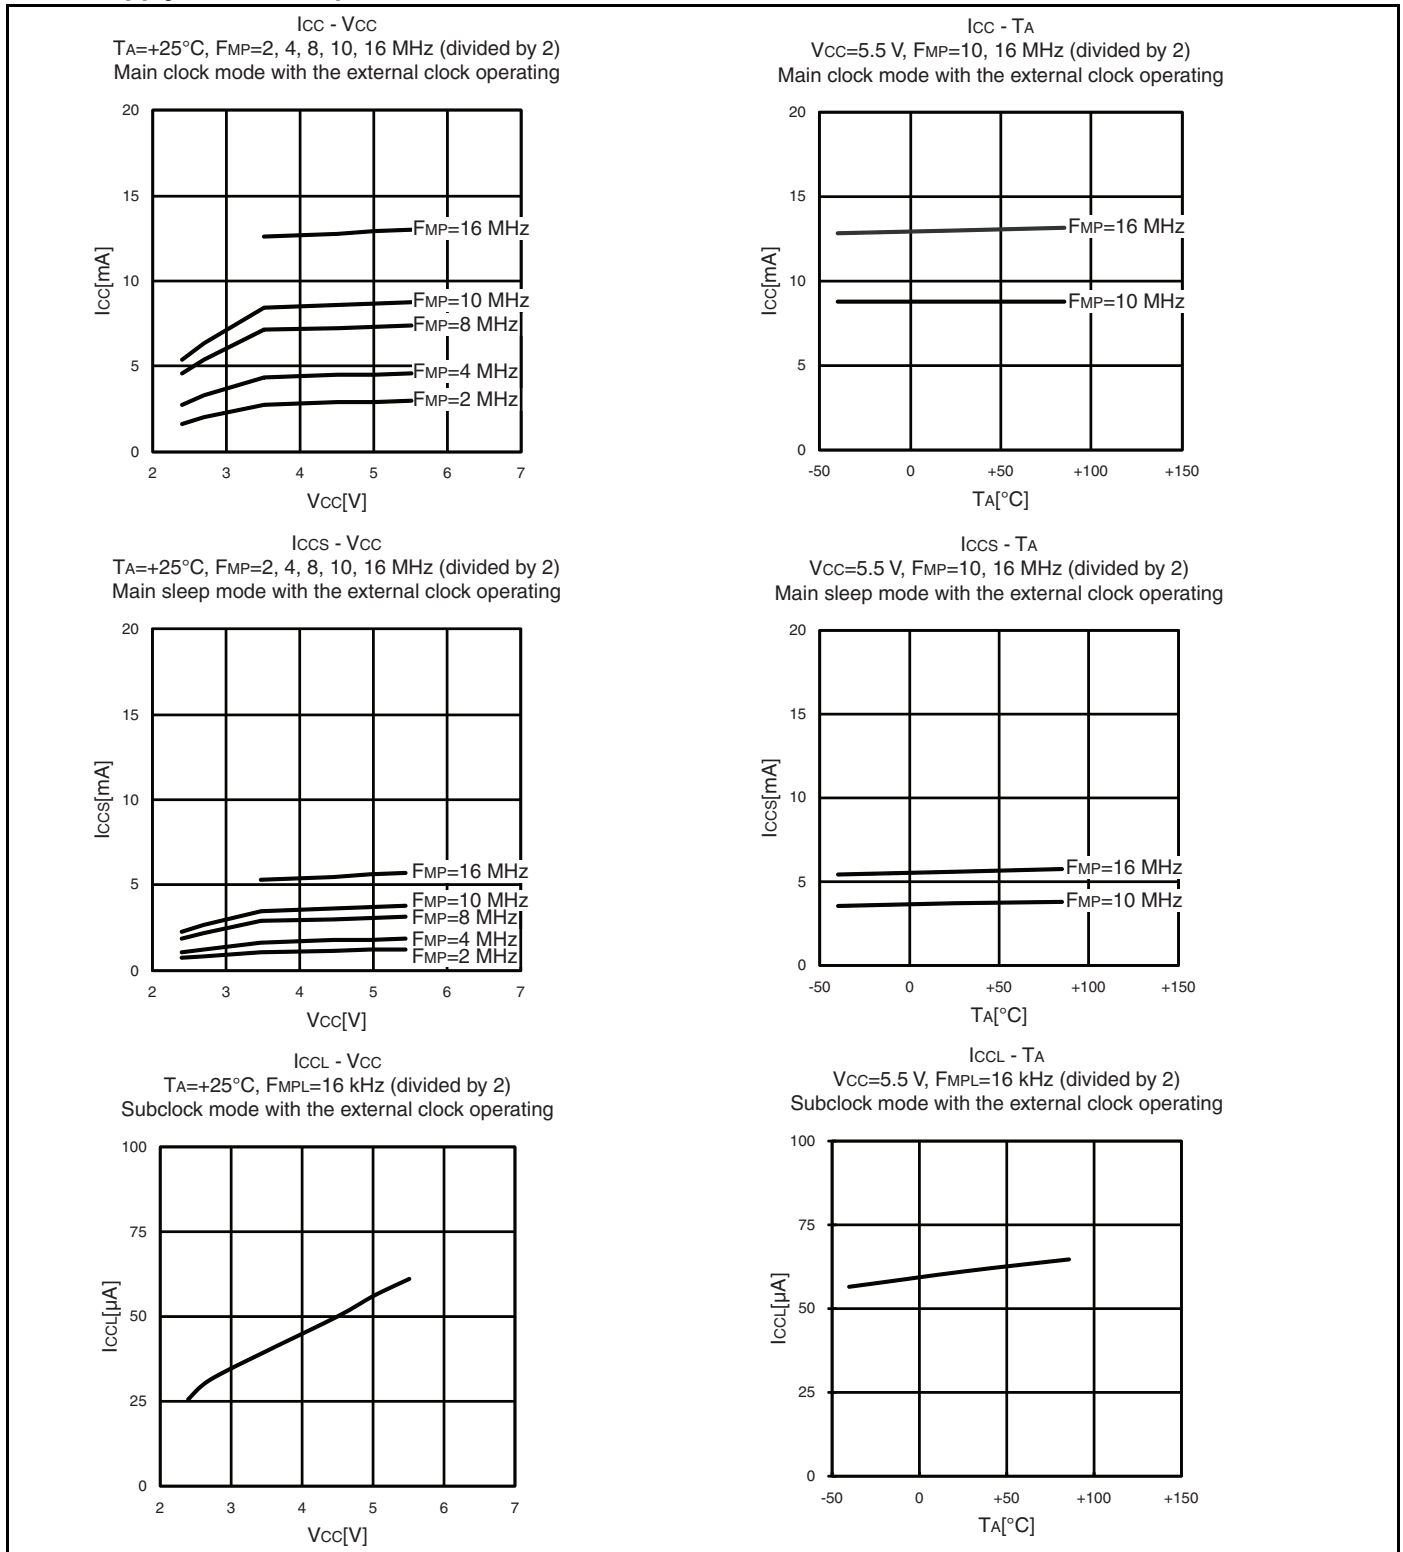 Icc - Vcc
TA=+25°C, FMP=2, 4, 8, 10, 16 MHz (divided by 2)
Main clock mode with the external clock operating
20
15
10
5
0
Icc[mA]
FMP=16 MHz
FMP=10 MHz
FMP=8 MHz
FMP=4 MHz
FMP=2 MHz
2 3 4 5 6 7
Vcc[V]
Icc - TA
Vcc=5.5 V, FMP=10, 16 MHz (divided by 2)
Main clock mode with the external clock operating
20
15
10
5
0
Icc[mA]
FMP=16 MHz
FMP=10 MHz
-50 0 +50 +100 +150
TA[°C]
Iccs - Vcc
TA=+25°C, FMP=2, 4, 8, 10, 16 MHz (divided by 2)
Main sleep mode with the external clock operating
20
15
10
5
0
Iccs[mA]
FMP=16 MHz
FMP=10 MHz
FMP=8 MHz
FMP=4 MHz
FMP=2 MHz
2 3 4 5 6 7
Vcc[V]
Iccs - TA
Vcc=5.5 V, FMP=10, 16 MHz (divided by 2)
Main sleep mode with the external clock operating
20
15
10
5
0
Iccs[mA]
FMP=16 MHz
FMP=10 MHz
-50 0 +50 +100 +150
TA[°C]
IccL - Vcc
TA=+25°C, FMPL=16 kHz (divided by 2)
Subclock mode with the external clock operating
100
75
50
25
0
IccL[µA]
2 3 4 5 6 7
Vcc[V]
IccL - TA
Vcc=5.5 V, FMPL=16 kHz (divided by 2)
Subclock mode with the external clock operating
100
75
50
25
0
IccL[µA]
-50 0 +50 +100 +150
TA[°C]